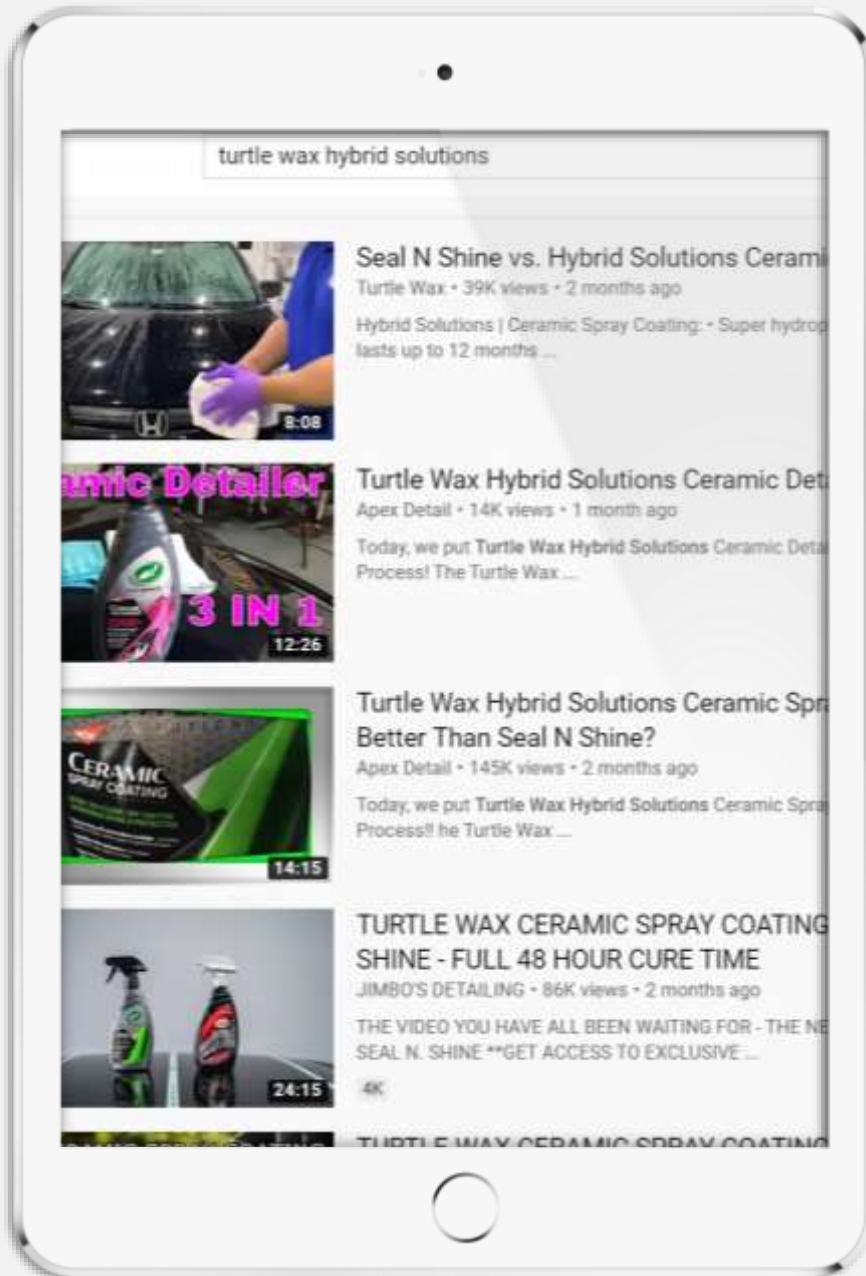 turtle wax hybrid solutions
Seal N Shine vs. Hybrid Solutions Cerami
Turtle Wax • 39K views • 2 months ago
Hybrid Solutions | Ceramic Spray Coating: • Super hydrop
lasts up to 12 months ...
8:08
amic Detailer
3 IN 1
12:26
Turtle Wax Hybrid Solutions Ceramic Deta
Apex Detail • 14K views • 1 month ago
Today, we put Turtle Wax Hybrid Solutions Ceramic Detai
Process! The Turtle Wax ...
CERAMIC
SPRAY COATING
14:15
Turtle Wax Hybrid Solutions Ceramic Spra
Better Than Seal N Shine?
Apex Detail • 145K views • 2 months ago
Today, we put Turtle Wax Hybrid Solutions Ceramic Spray
Process!! he Turtle Wax ...
24:15
TURTLE WAX CERAMIC SPRAY COATING
SHINE - FULL 48 HOUR CURE TIME
JIMBO'S DETAILING • 86K views • 2 months ago
THE VIDEO YOU HAVE ALL BEEN WAITING FOR - THE NE
SEAL N. SHINE **GET ACCESS TO EXCLUSIVE ...
4K
TURTLE WAX CERAMIC SPRAY COATING